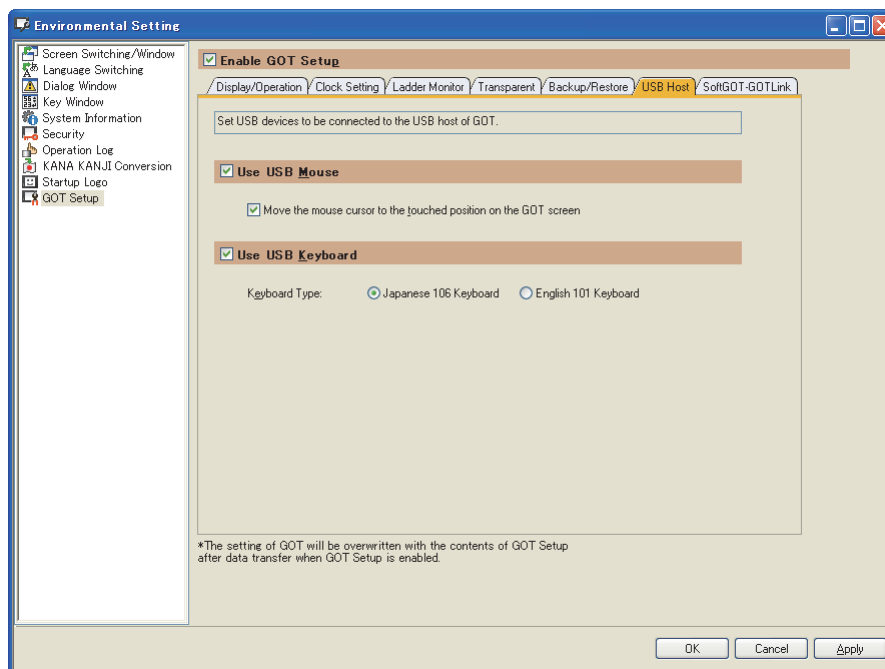 Environmental Setting
Screen Switching/Window
Language Switching
Dialog Window
Key Window
System Information
Security
Operation Log
KANA KANJI Conversion
Startup Logo
GOT Setup
Enable GOT Setup
Display/Operation Clock Setting Ladder Monitor Transparent Backup/Restore USB Host SoftGOT-GOTLink
Set USB devices to be connected to the USB host of GOT.
Use USB Mouse
Move the mouse cursor to the touched position on the GOT screen
Use USB Keyboard
Keyboard Type: Japanese 106 Keyboard English 101 Keyboard
*The setting of GOT will be overwritten with the contents of GOT Setup
after data transfer when GOT Setup is enabled.
OK Cancel Apply